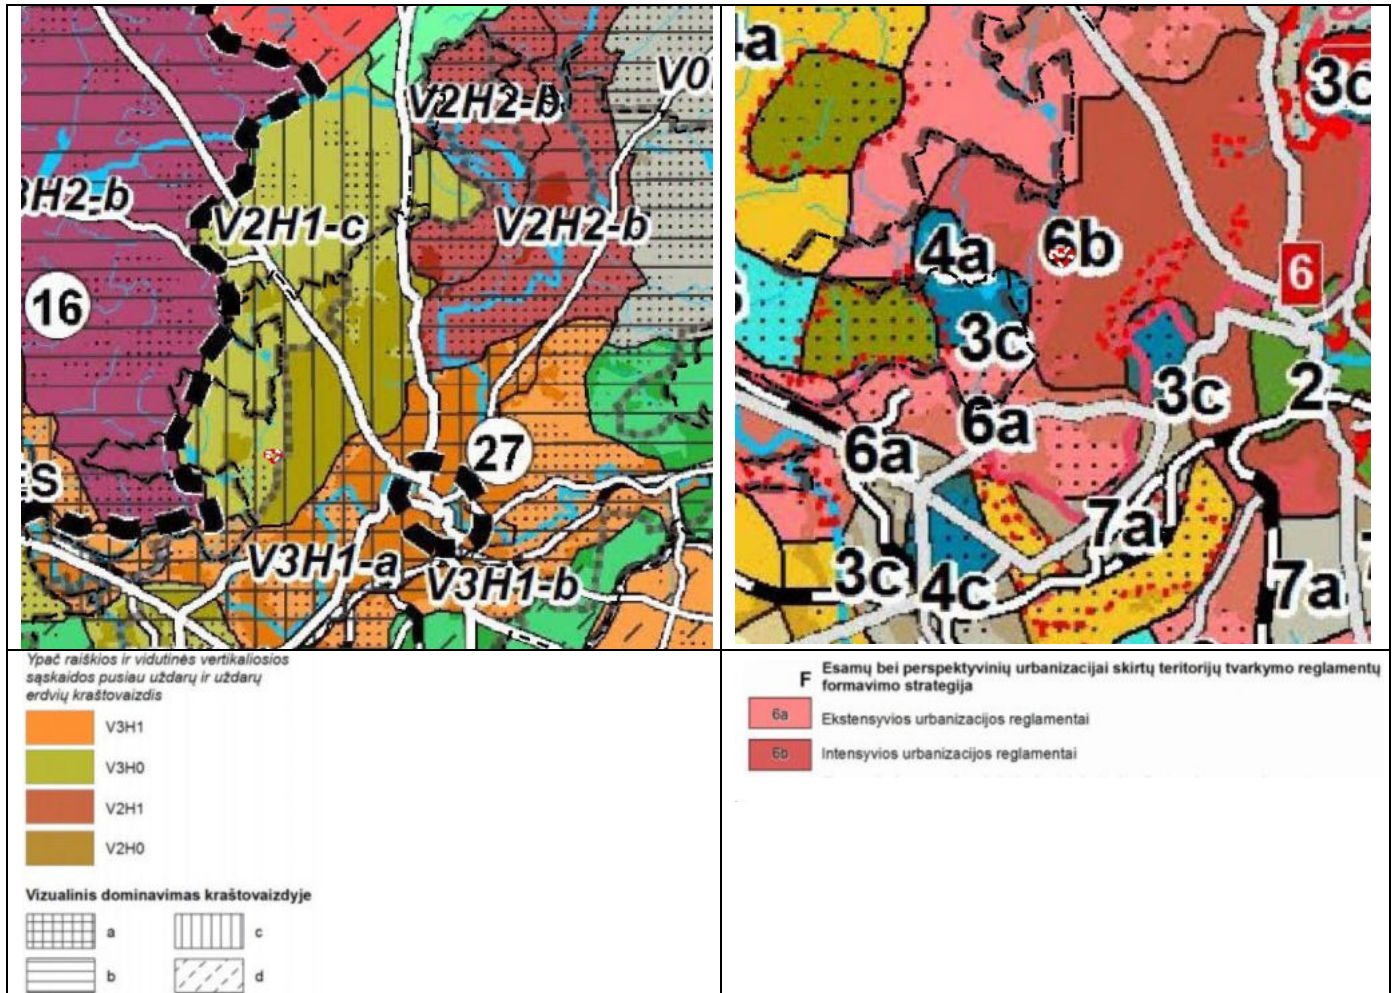 V2H2-b
V0
3H2-b
V2H1-c
V2H2-b
16
27
ES
V3H1-a
V3H1-b
4a
3c
4a
6b
6
3c
3c
2
6a
6a
7a
3c
4c
7a
Ypač raiškios ir vidutinės vertikaliosios
sąskaidos pusiau uždarų ir uždarų
erdvių kraštovaizdis
V3H1
V3H0
V2H1
V2H0
Vizualinis dominavimas kraštovaizdyje
a c
b d
F Esamų bei perspektyvinių urbanizacijai skirtų teritorijų tvarkymo reglamentų
formavimo strategija
6a Ekstensyvios urbanizacijos reglamentai
6b Intensyvios urbanizacijos reglamentai